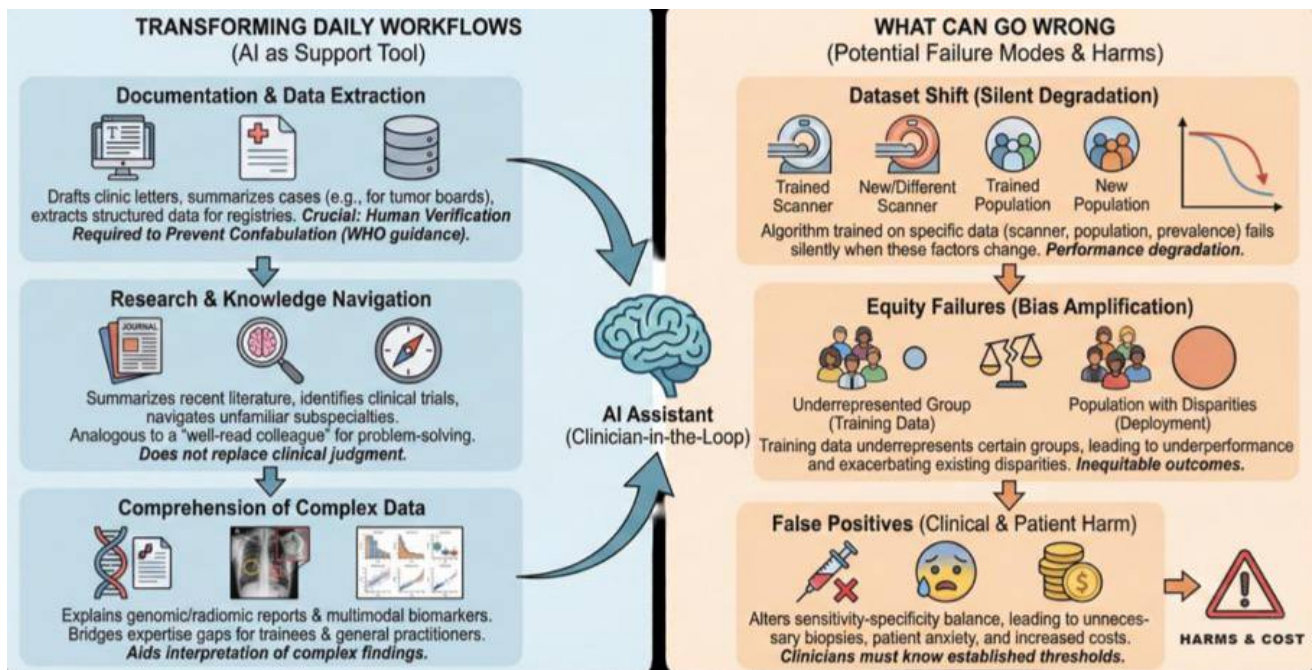 TRANSFORMING DAILY WORKFLOWS
(AI as Support Tool)
Documentation & Data Extraction
T
Drafts clinic letters, summarizes cases (e.g., for tumor boards),
extracts structured data for registries. Crucial: Human Verification
Required to Prevent Confabulation (WHO guidance).
Research & Knowledge Navigation
JOURNAL
Summarizes recent literature, identifies clinical trials,
navigates unfamiliar subspecialties.
Analogous to a "well-read colleague" for problem-solving.
Does not replace clinical judgment.
Comprehension of Complex Data
Explains genomic/radiomic reports & multimodal biomarkers.
Bridges expertise gaps for trainees & general practitioners.
Aids interpretation of complex findings.
AI Assistant
(Clinician-in-the-Loop)
WHAT CAN GO WRONG
(Potential Failure Modes & Harms)
Dataset Shift (Silent Degradation)
Trained
Scanner
New/Different
Scanner
Trained
Population
New
Population
Algorithm trained on specific data (scanner, population, prevalence) fails
silently when these factors change. Performance degradation.
Equity Failures (Bias Amplification)
Underrepresented Group
(Training Data)
Population with Disparities
(Deployment)
Training data underrepresents certain groups, leading to underperformance
and exacerbating existing disparities. Inequitable outcomes.
False Positives (Clinical & Patient Harm)
$
Alters sensitivity-specificity balance, leading to unneces-
sary biopsies, patient anxiety, and increased costs.
Clinicians must know established thresholds.
HARMS & COST